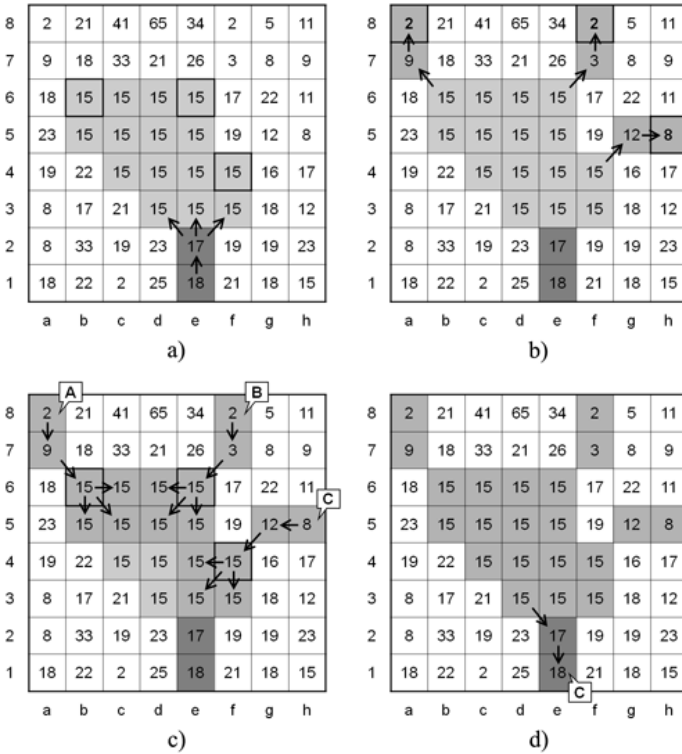 8 2 21 41 65 34 2 5 11
7 9 18 33 21 26 3 8 9
6 18 15 15 15 15 17 22 11
5 23 15 15 15 15 19 12 8
4 19 22 15 15 15 15 16 17
3 8 17 21 15 15 15 18 12
2 8 33 19 23 17 19 19 23
1 18 22 2 25 18 21 18 15
a b c d e f g h
a)
8 2 21 41 65 34 2 5 11
7 9 18 33 21 26 3 8 9
6 18 15 15 15 15 17 22 11
5 23 15 15 15 15 19 12 8
4 19 22 15 15 15 15 16 17
3 8 17 21 15 15 15 18 12
2 8 33 19 23 17 19 19 23
1 18 22 2 25 18 21 18 15
a b c d e f g h
b)
A B
8 2 21 41 65 34 2 5 11
7 9 18 33 21 26 3 8 9
6 18 15 15 15 15 17 22 11
C
5 23 15 15 15 15 19 12 8
4 19 22 15 15 15 15 16 17
3 8 17 21 15 15 15 18 12
2 8 33 19 23 17 19 19 23
1 18 22 2 25 18 21 18 15
a b c d e f g h
c)
8 2 21 41 65 34 2 5 11
7 9 18 33 21 26 3 8 9
6 18 15 15 15 15 17 22 11
5 23 15 15 15 15 19 12 8
4 19 22 15 15 15 15 16 17
3 8 17 21 15 15 15 18 12
2 8 33 19 23 17 19 19 23
1 18 22 2 25 18 21 18 15
C
a b c d e f g h
d)